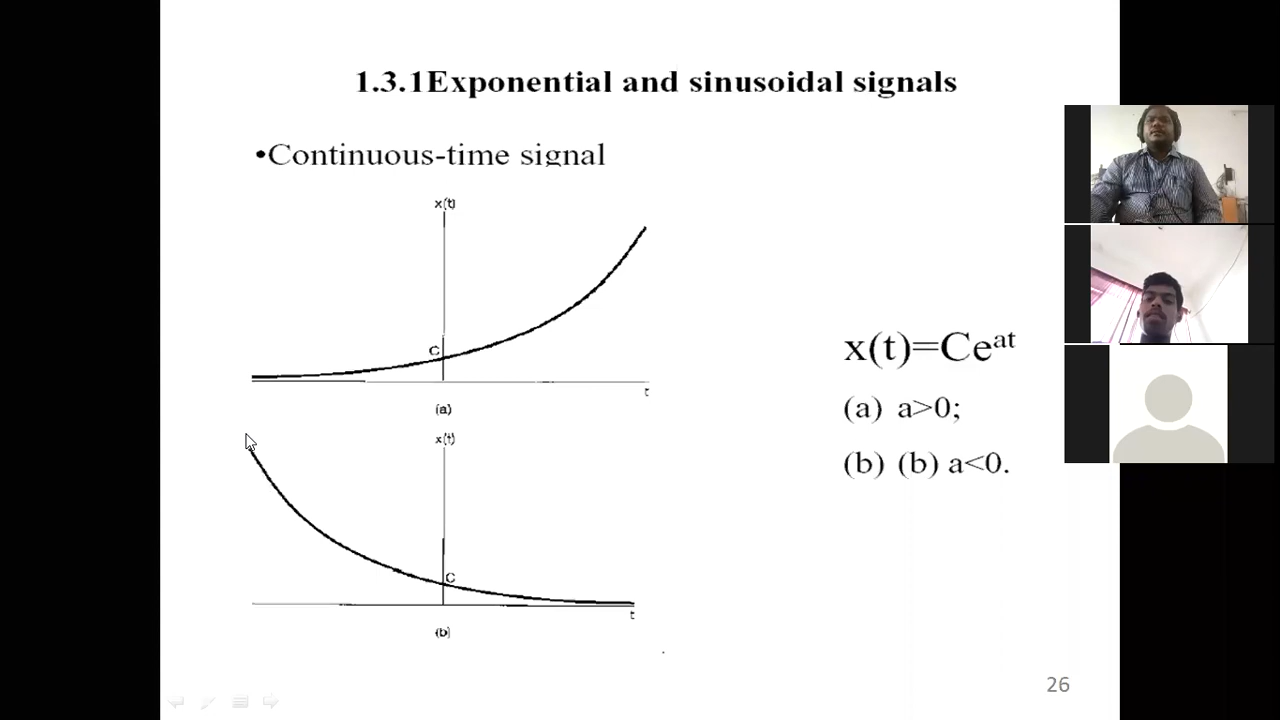 1.3.1Exponential and sinusoidal signals
•Continuous-time signal
x(t)
C
t
(a)
x(t)
C
t
(b)
x(t)=Ce^at
(a) a>0;
(b) (b) a<0.
26